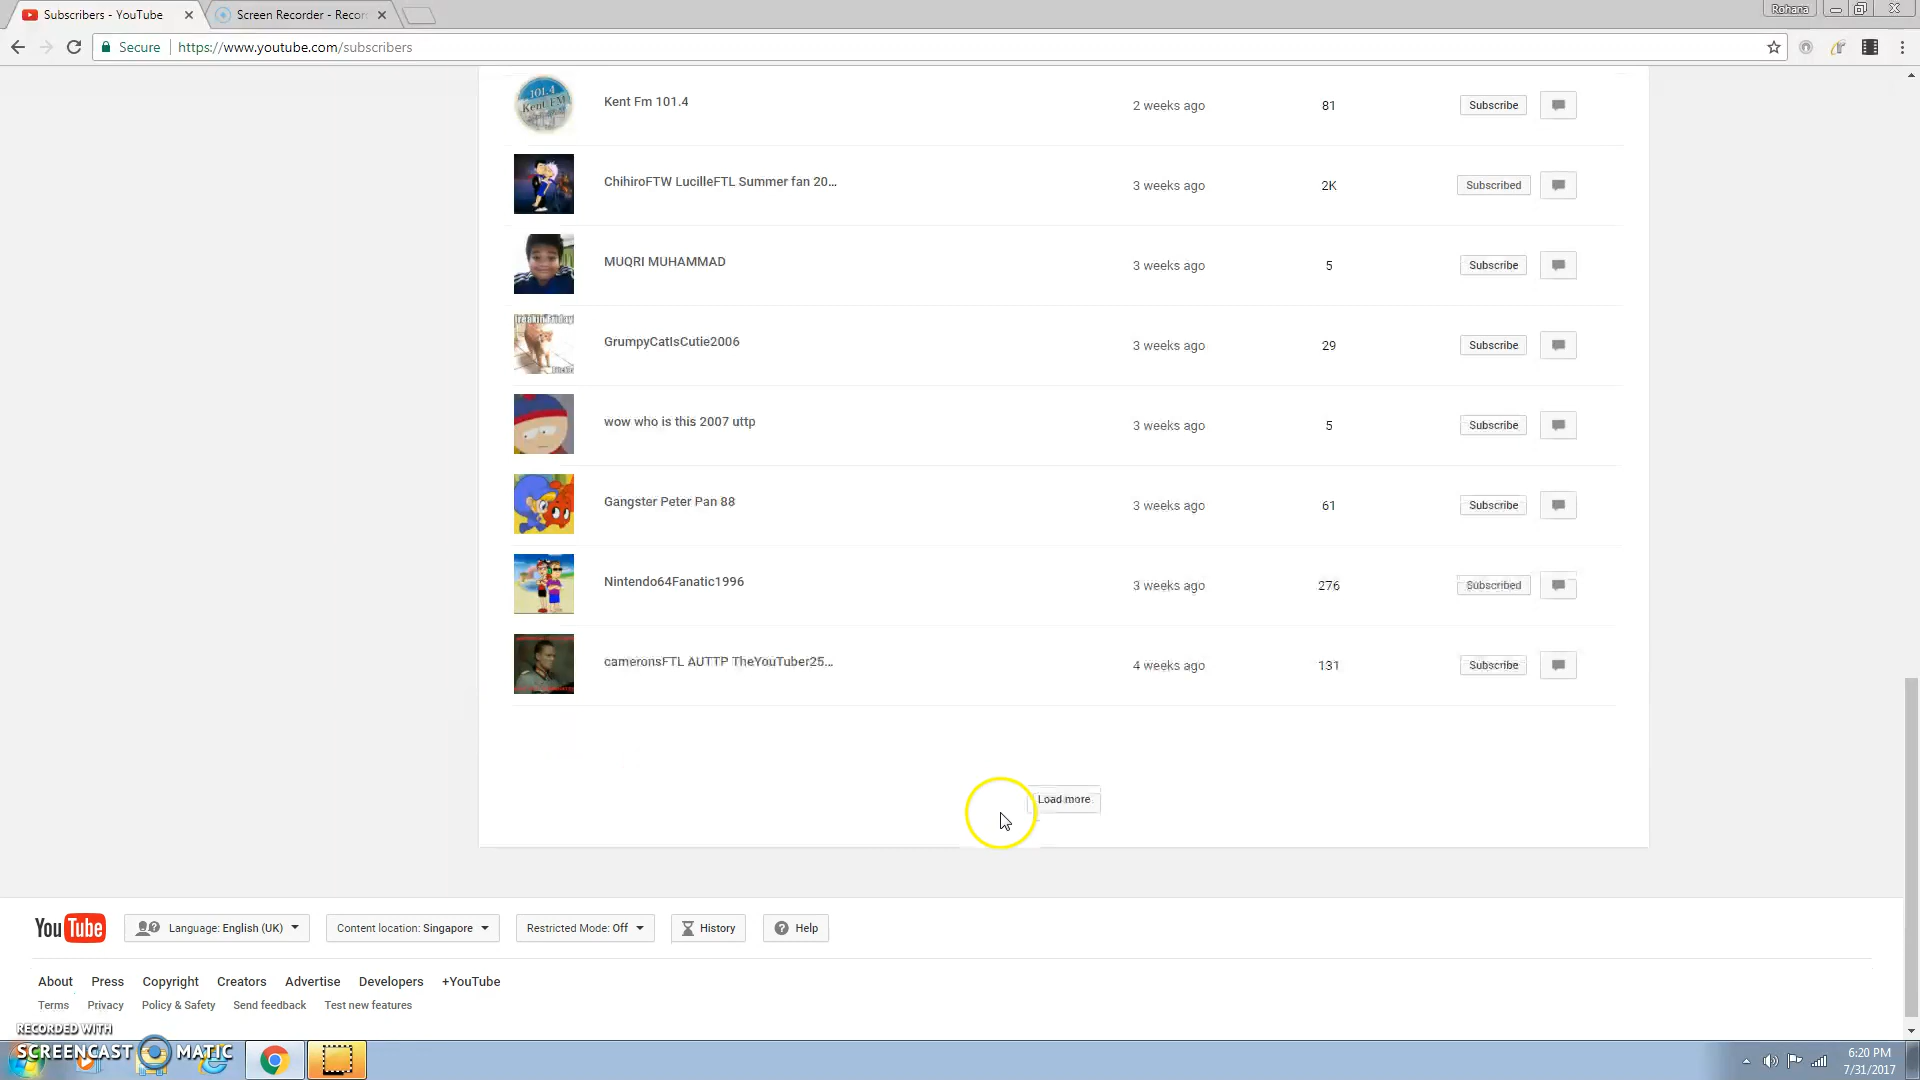 Subscribers - YouTube
Screen Recorder - Recor
Rohana
Secure https://www.youtube.com/subscribers
101.4
Kent FM
Kent Fm 101.4 2 weeks ago 81 Subscribe
ChihiroFTW LucilleFTL Summer fan 20... 3 weeks ago 2K Subscribed
MUQRI MUHAMMAD 3 weeks ago 5 Subscribe
GrumpyCatIsCutie2006 3 weeks ago 29 Subscribe
wow who is this 2007 uttp 3 weeks ago 5 Subscribe
Gangster Peter Pan 88 3 weeks ago 61 Subscribe
Nintendo64Fanatic1996 3 weeks ago 276 Subscribed
cameronsFTL AUTTP TheYouTuber25... 4 weeks ago 131 Subscribe
Load more
YouTube Language: English (UK) Content location: Singapore Restricted Mode: Off History Help
About Press Copyright Creators Advertise Developers +YouTube
Terms Privacy Policy & Safety Send feedback Test new features
RECORDED WITH
SCREENCAST MATIC
6:20 PM
7/31/2017